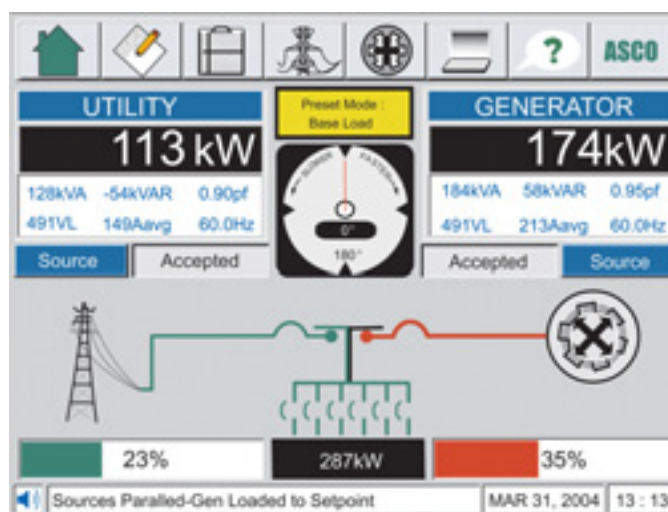 ?
ASCO
UTILITY
113 kW
128kVA -54kVAR 0.90pf
491VL 149Aavg 60.0Hz
Source
Accepted
Preset Mode :
Base Load
SLOWER
FASTER
0°
180°
GENERATOR
174kW
184kVA 58kVAR 0.95pf
491VL 213Aavg 60.0Hz
Accepted
Source
23%
287kW
35%
Sources Paralled-Gen Loaded to Setpoint
MAR 31, 2004
13 : 13